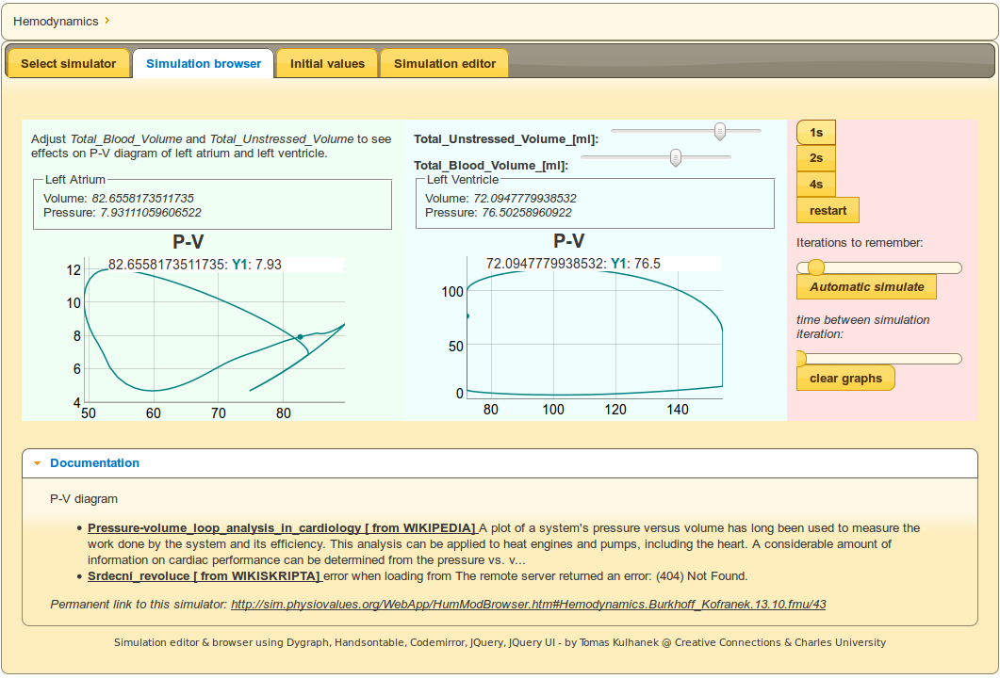 Hemodynamics
Select simulator
Simulation browser
Initial values
Simulation editor
Adjust Total_Blood_Volume and Total_Unstressed_Volume to see
effects on P-V diagram of left atrium and left ventricle.
Left Atrium
Volume: 82.6558173511735
Pressure: 7.93111059606522
P-V
82.6558173511735: Y1: 7.93
12
10
8
6
4
50 60 70 80
Total_Unstressed_Volume_[ml]:
Total_Blood_Volume_[ml]:
Left Ventricle
Volume: 72.0947779938532
Pressure: 76.50258960922
P-V
72.0947779938532: Y1: 76.5
100
50
0
80 100 120 140
1s
2s
4s
restart
Iterations to remember:
Automatic simulate
time between simulation
iteration:
clear graphs
Documentation
P-V diagram
Pressure-volume_loop_analysis_in_cardiology [ from WIKIPEDIA] A plot of a system's pressure versus volume has long been used to measure the
work done by the system and its efficiency. This analysis can be applied to heat engines and pumps, including the heart. A considerable amount of
information on cardiac performance can be determined from the pressure vs. v...
Srdecní_revoluce [ from WIKISKRIPTA] error when loading from The remote server returned an error: (404) Not Found.
Permanent link to this simulator: http://sim.physiovalues.org/WebApp/HumModBrowser.htm#Hemodynamics.Burkhoff_Kofranek.13.10.fmu/43
Simulation editor & browser using Dygraph, Handsontable, Codemirror, JQuery, JQuery UI - by Tomas Kulhanek @ Creative Connections & Charles University